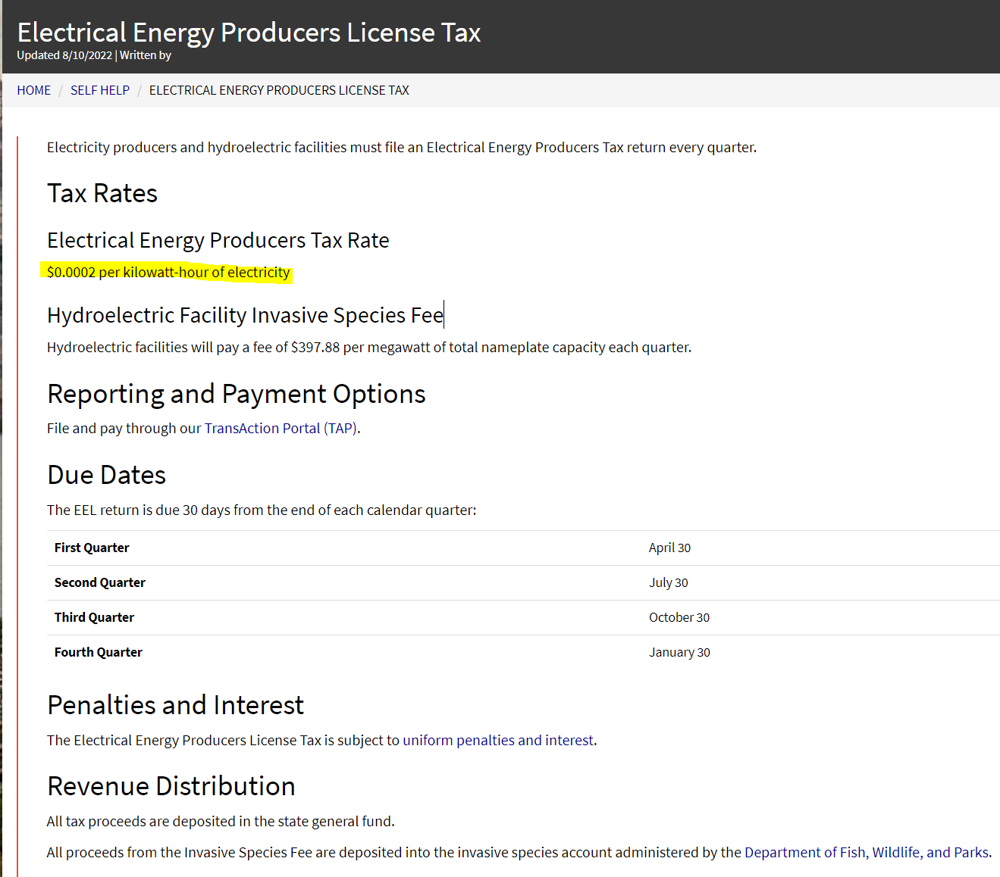 Electrical Energy Producers License Tax
Updated 8/10/2022 | Written by
HOME / SELF HELP / ELECTRICAL ENERGY PRODUCERS LICENSE TAX
Electricity producers and hydroelectric facilities must file an Electrical Energy Producers Tax return every quarter.
Tax Rates
Electrical Energy Producers Tax Rate
$0.0002 per kilowatt-hour of electricity
Hydroelectric Facility Invasive Species Fee
Hydroelectric facilities will pay a fee of $397.88 per megawatt of total nameplate capacity each quarter.
Reporting and Payment Options
File and pay through our TransAction Portal (TAP).
Due Dates
The EEL return is due 30 days from the end of each calendar quarter:
First Quarter April 30
Second Quarter July 30
Third Quarter October 30
Fourth Quarter January 30
Penalties and Interest
The Electrical Energy Producers License Tax is subject to uniform penalties and interest.
Revenue Distribution
All tax proceeds are deposited in the state general fund.
All proceeds from the Invasive Species Fee are deposited into the invasive species account administered by the Department of Fish, Wildlife, and Parks.